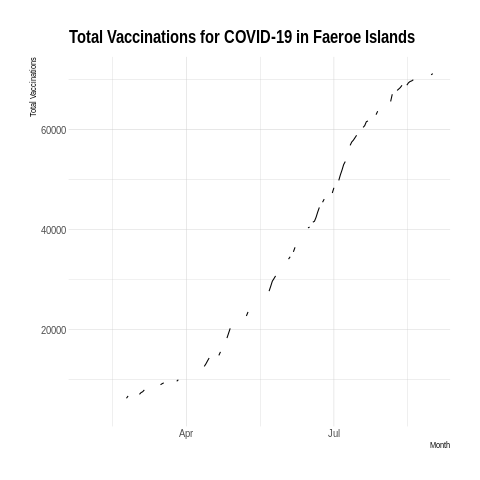 Total Vaccinations for COVID-19 in Faeroe Islands
Total Vaccinations
60000
40000
20000
Apr
Jul
Month